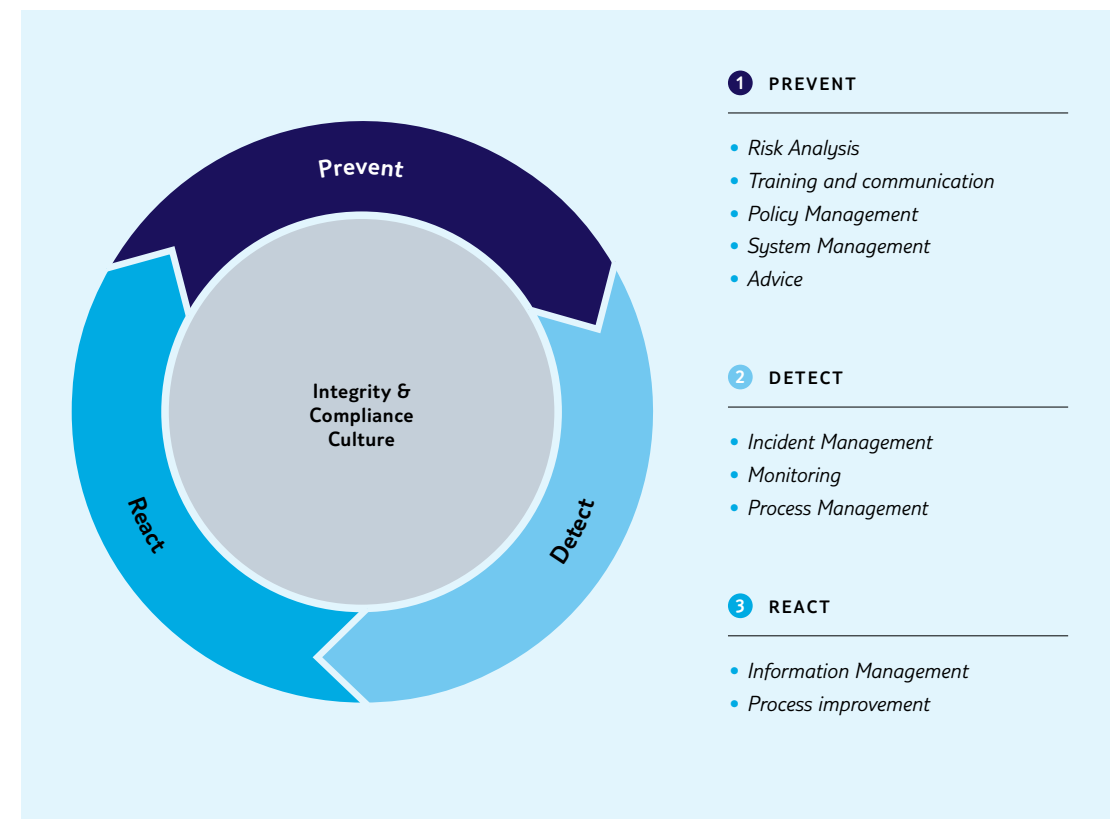 Prevent
Integrity &
Compliance
Culture
React
Detect
1 PREVENT
• Risk Analysis
• Training and communication
• Policy Management
• System Management
• Advice
2 DETECT
• Incident Management
• Monitoring
• Process Management
3 REACT
• Information Management
• Process improvement